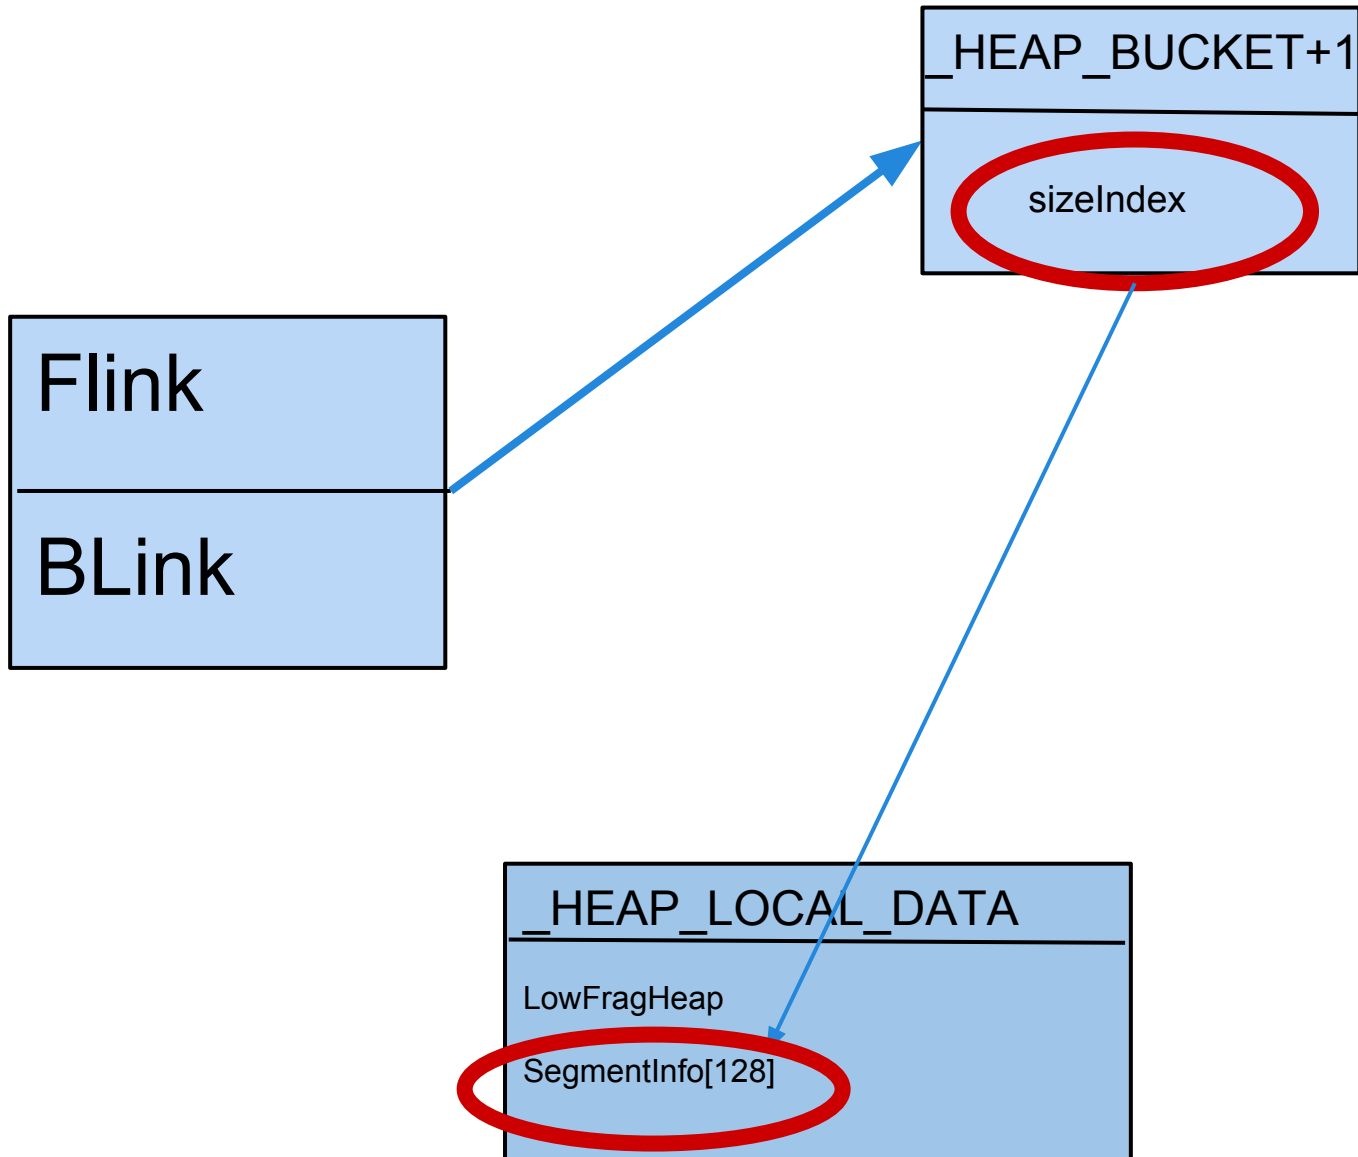 _HEAP_BUCKET+1
sizeIndex
Flink
BLink
_HEAP_LOCAL_DATA
LowFragHeap
SegmentInfo[128]